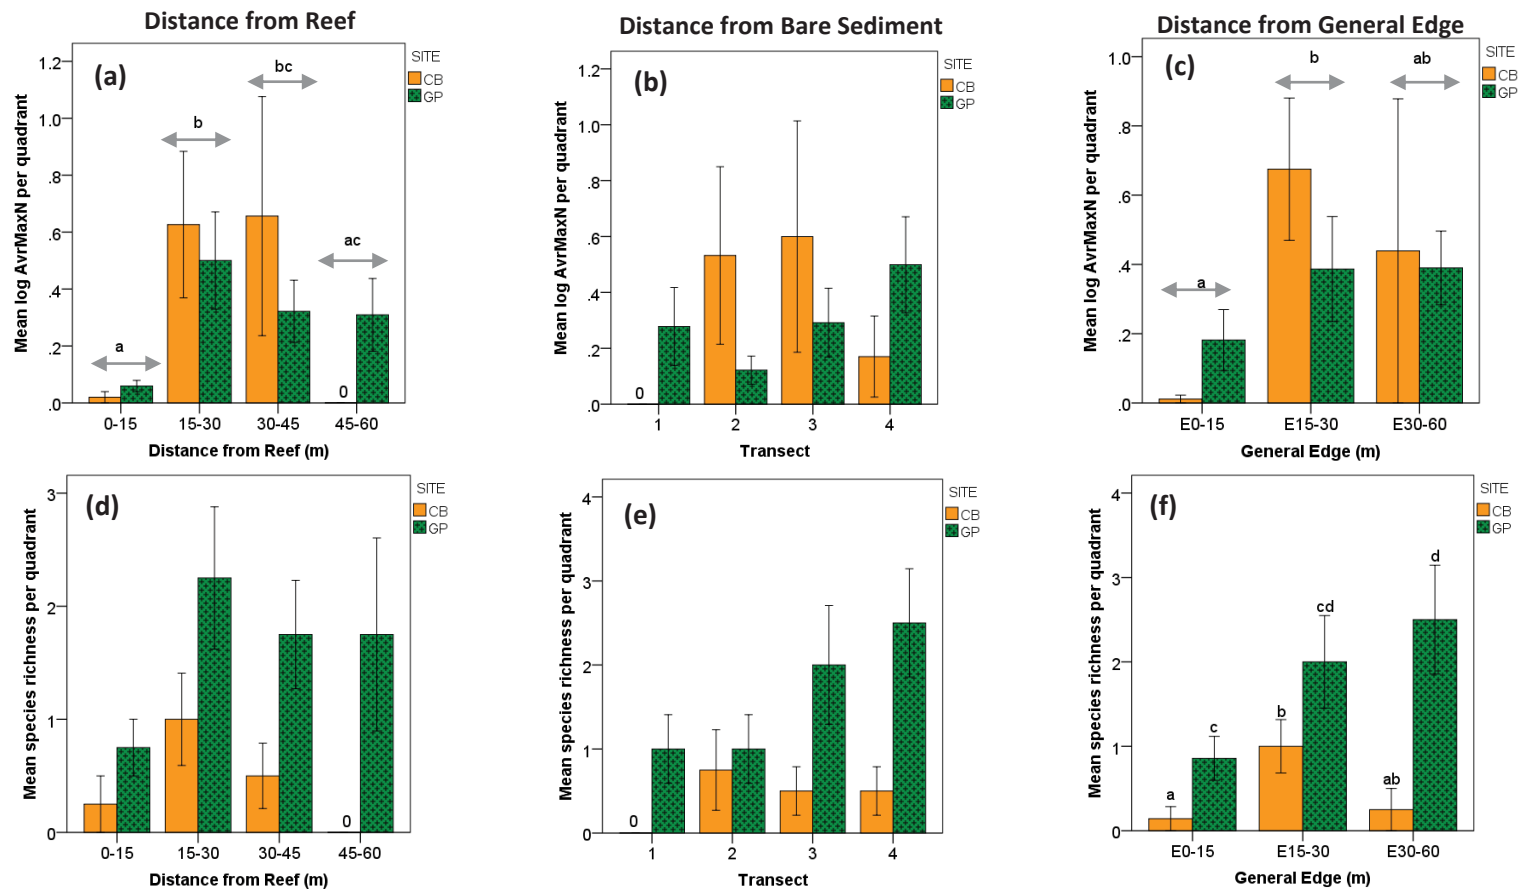 Distance from Reef
(a)
SITE
CB
GP
Mean log AvrMaxN per quadrant
1.2
1.0
.8
.6
.4
.2
.0
a
b
bc
ac
0
0-15
15-30
30-45
45-60
Distance from Reef (m)
Distance from Bare Sediment
(b)
SITE
CB
GP
Mean log AvrMaxN per quadrant
1.2
1.0
.8
.6
.4
.2
.0
0
1
2
3
4
Transect
Distance from General Edge
(c)
SITE
CB
GP
Mean log AvrMaxN per quadrant
1.0
.8
.6
.4
.2
.0
a
b
ab
E0-15
E15-30
E30-60
General Edge (m)
(d)
SITE
CB
GP
Mean species richness per quadrant
3
2
1
0
0
0-15
15-30
30-45
45-60
Distance from Reef (m)
(e)
SITE
CB
GP
Mean species richness per quadrant
4
3
2
1
0
0
1
2
3
4
Transect
(f)
SITE
CB
GP
Mean species richness per quadrant
4
3
2
1
0
a
c
b
cd
ab
d
E0-15
E15-30
E30-60
General Edge (m)